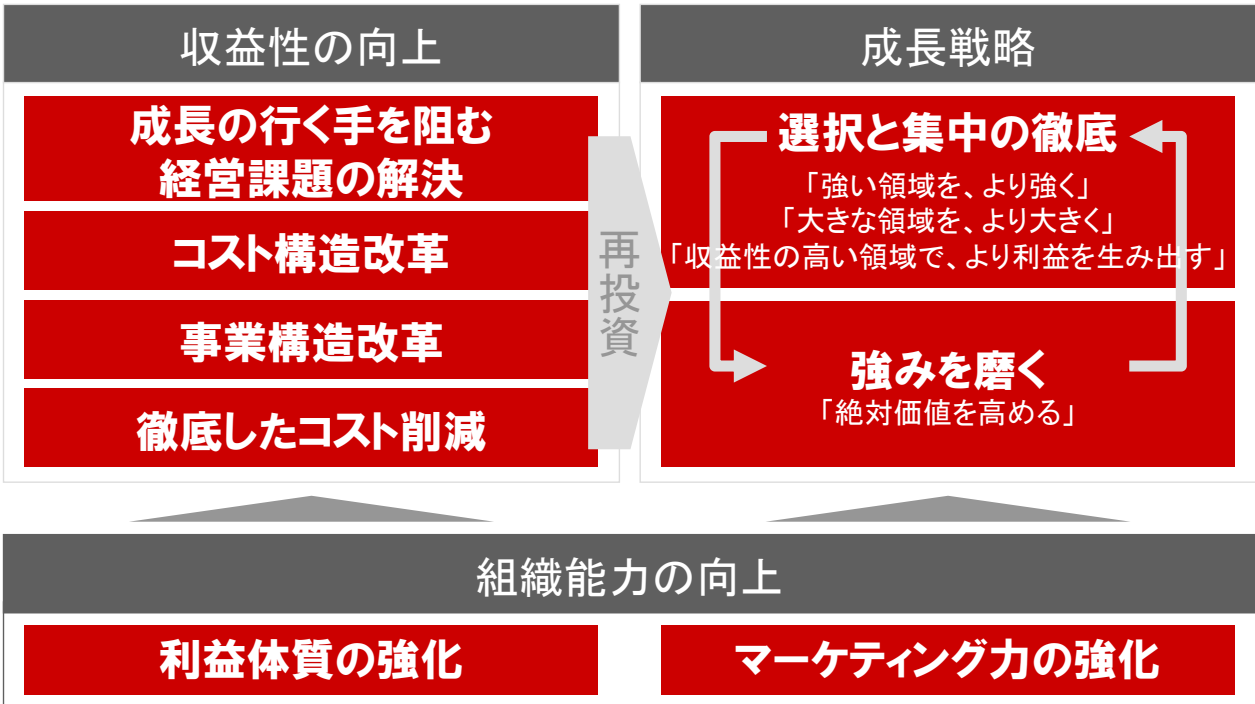 収益性の向上
成長の行く手を阻む
経営課題の解決
コスト構造改革
事業構造改革
徹底したコスト削減
再投資
成長戦略
選択と集中の徹底
「強い領域を、より強く」
「大きな領域を、より大きく」
「収益性の高い領域で、より利益を生み出す」
強みを磨く
「絶対価値を高める」
組織能力の向上
利益体質の強化
マーケティング力の強化